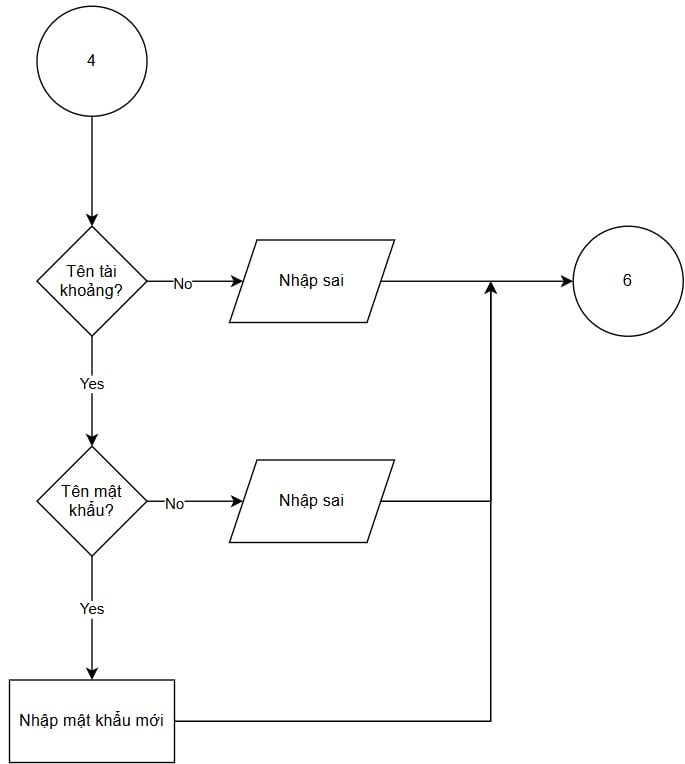 4
Tên tài
khoảng?
No
Nhập sai
6
Yes
Tên mật
khẩu?
No
Nhập sai
Yes
Nhập mật khẩu mới